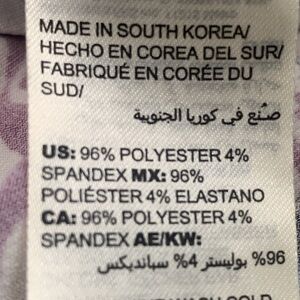 MADE IN SOUTH KOREA/
HECHO EN COREA DEL SUR/
FABRIQUÉ EN CORÉE DU
SUD/
صُنع في كوريا الجنوبية
US: 96% POLYESTER 4%
SPANDEX MX: 96%
POLIÉSTER 4% ELASTANO
CA: 96% POLYESTER 4%
SPANDEX AE/KW:
96% بوليستر 4% سباندیکس